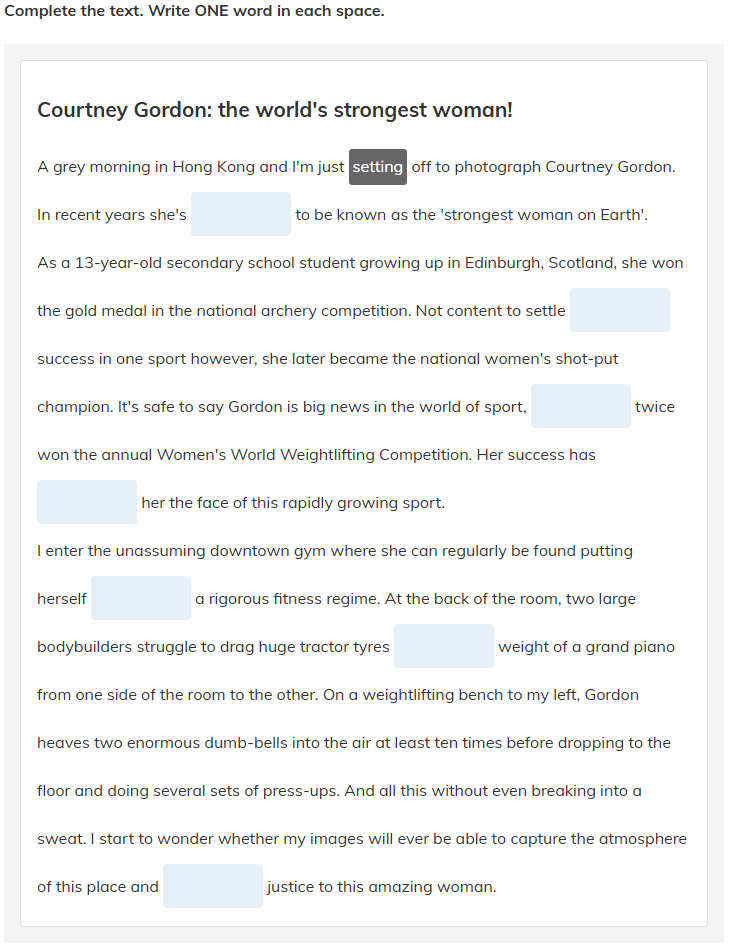 Complete the text. Write ONE word in each space.
Courtney Gordon: the world's strongest woman!
A grey morning in Hong Kong and I'm just setting off to photograph Courtney Gordon.
In recent years she's to be known as the 'strongest woman on Earth'.
As a 13-year-old secondary school student growing up in Edinburgh, Scotland, she won
the gold medal in the national archery competition. Not content to settle
success in one sport however, she later became the national women's shot-put
champion. It's safe to say Gordon is big news in the world of sport, twice
won the annual Women's World Weightlifting Competition. Her success has
her the face of this rapidly growing sport.
I enter the unassuming downtown gym where she can regularly be found putting
herself a rigorous fitness regime. At the back of the room, two large
bodybuilders struggle to drag huge tractor tyres weight of a grand piano
from one side of the room to the other. On a weightlifting bench to my left, Gordon
heaves two enormous dumb-bells into the air at least ten times before dropping to the
floor and doing several sets of press-ups. And all this without even breaking into a
sweat. I start to wonder whether my images will ever be able to capture the atmosphere
of this place and justice to this amazing woman.